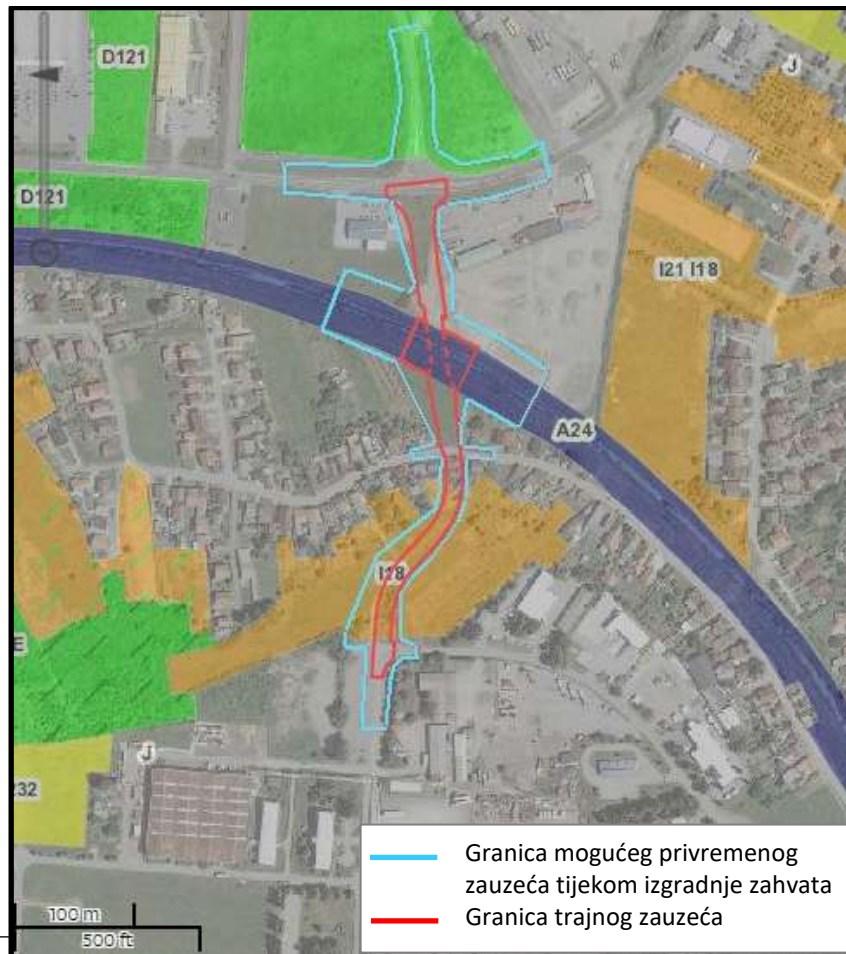 D121
J
D121
I21 I18
A24
I18
E
J
232
Granica mogućeg privremenog
zauzeća tijekom izgradnje zahvata
Granica trajnog zauzeća
100 m
500 ft